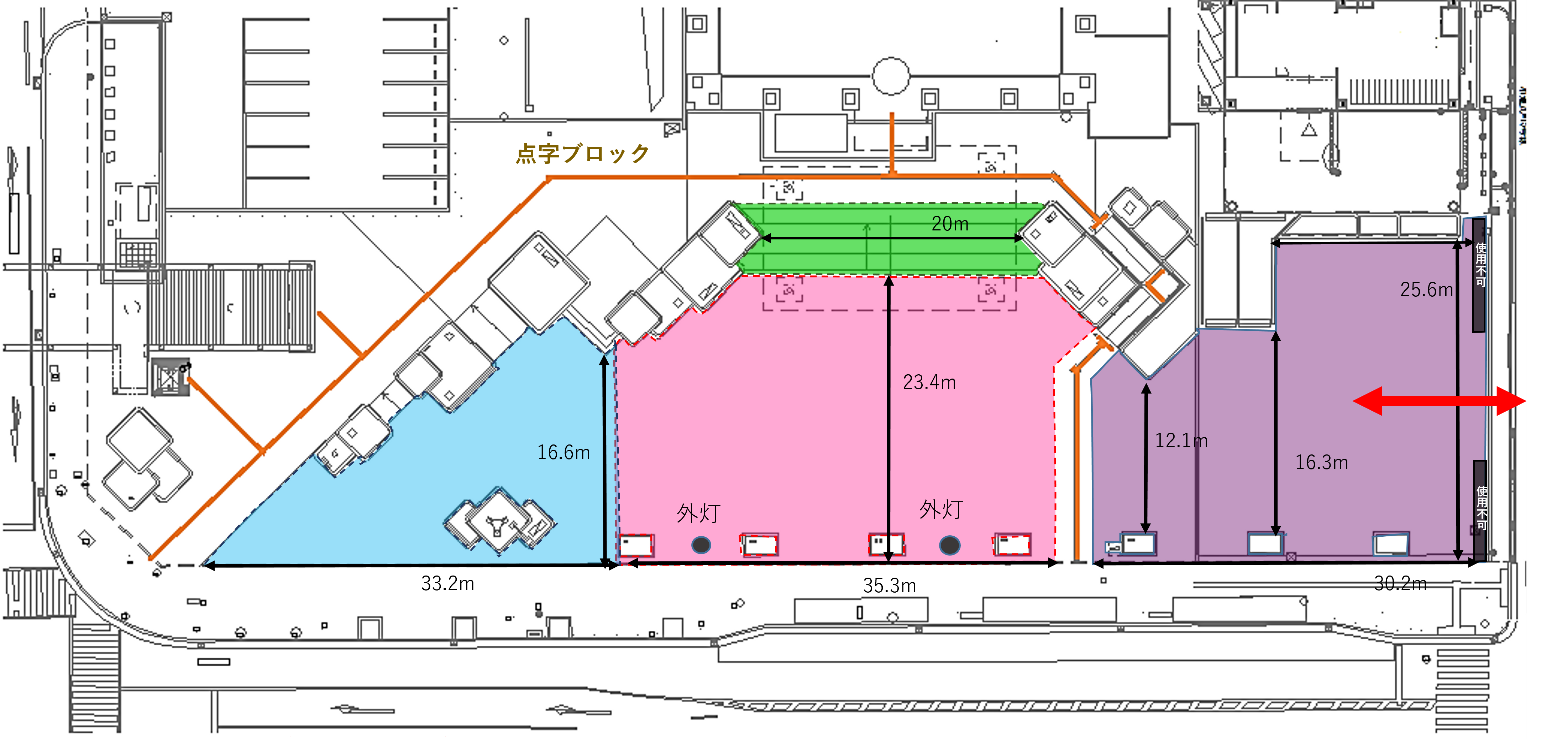 点字ブロック
20m
使用不可
25.6m
23.4m
12.1m
16.6m
16.3m
外灯
外灯
使用不可
33.2m
35.3m
30.2m